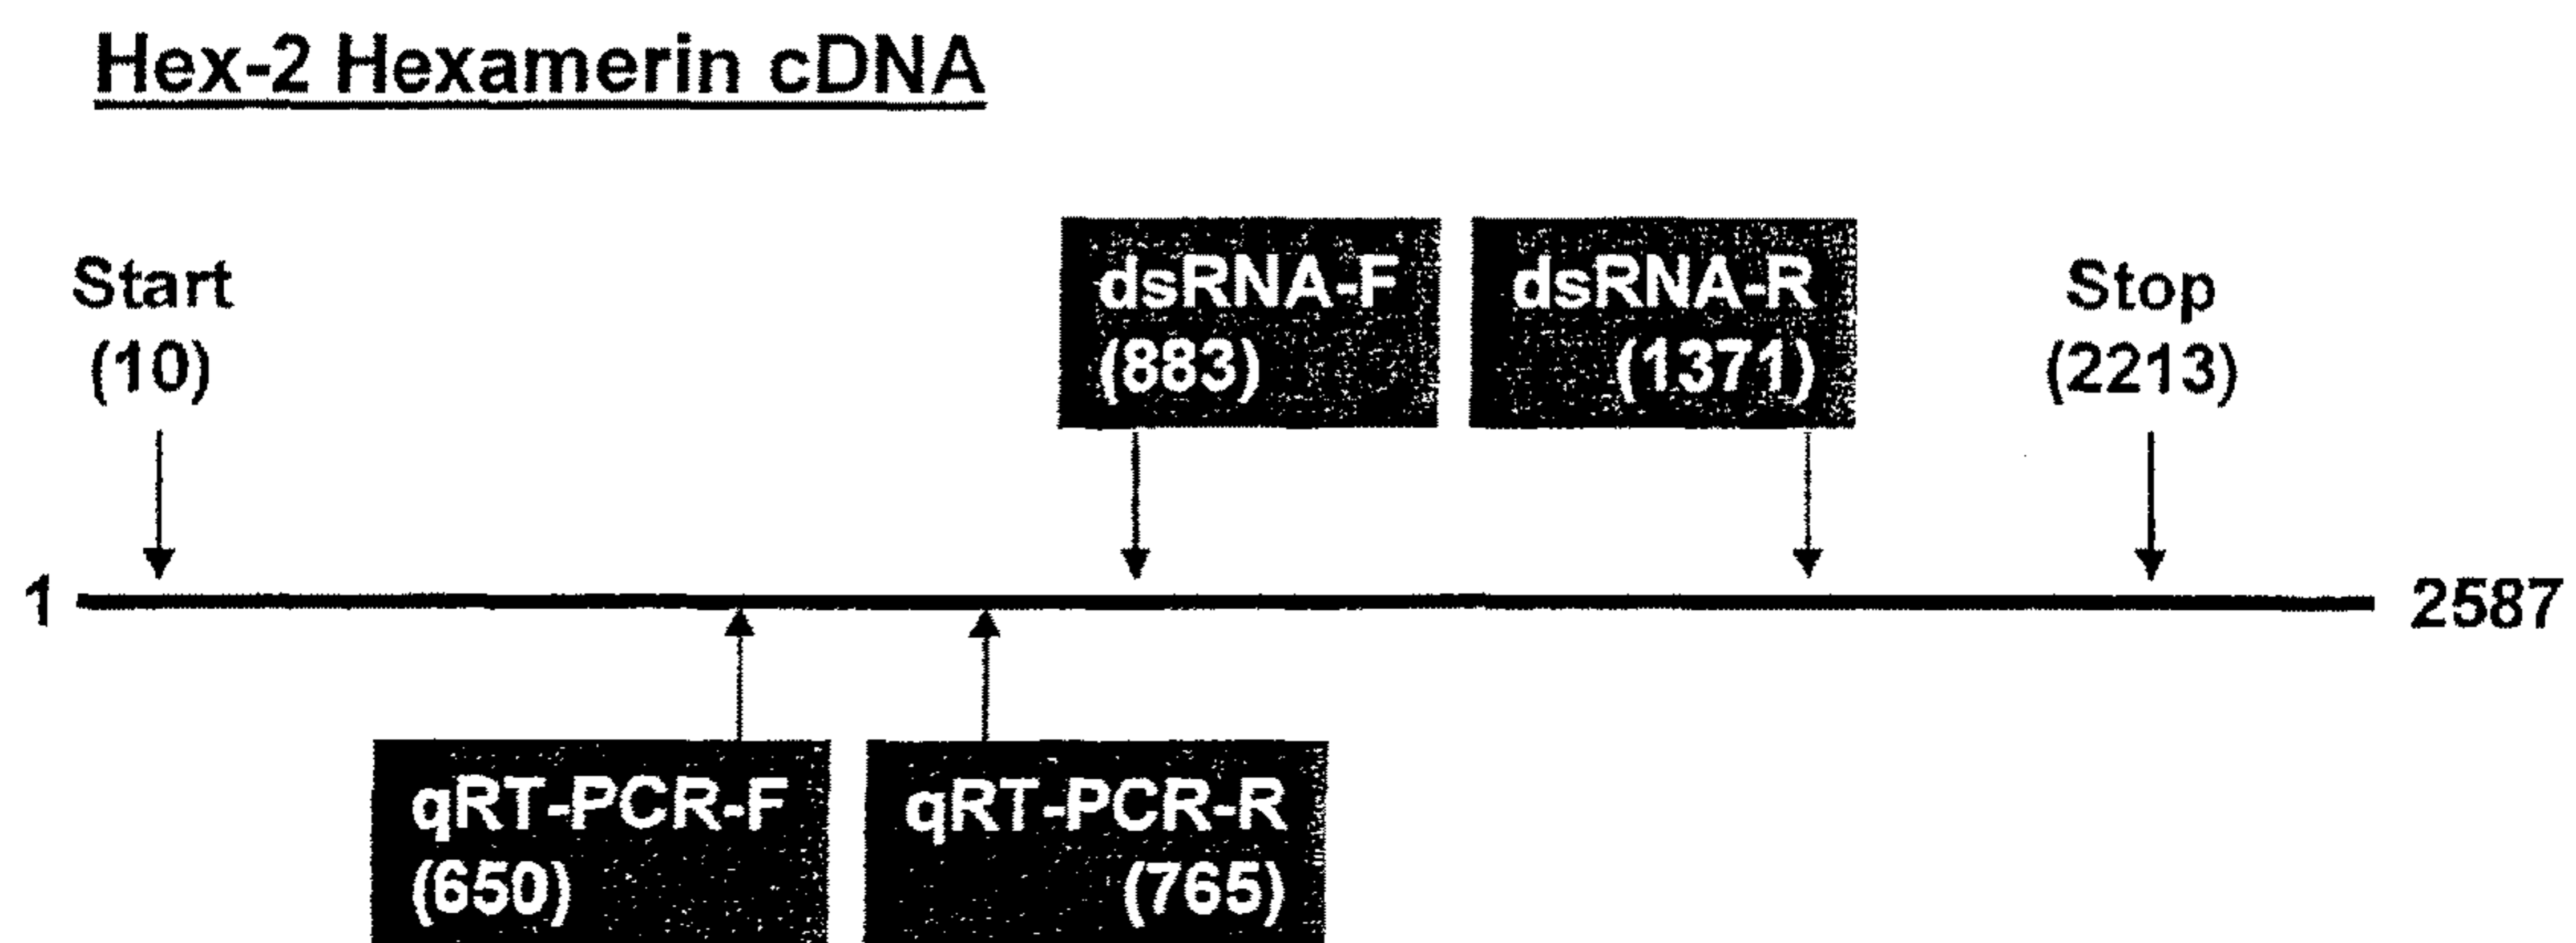 Hex-2 Hexamerin cDNA
Start
(10)
dsRNA-F
(883)
dsRNA-R
(1371)
Stop
(2213)
1
2587
qRT-PCR-F
(650)
qRT-PCR-R
(765)